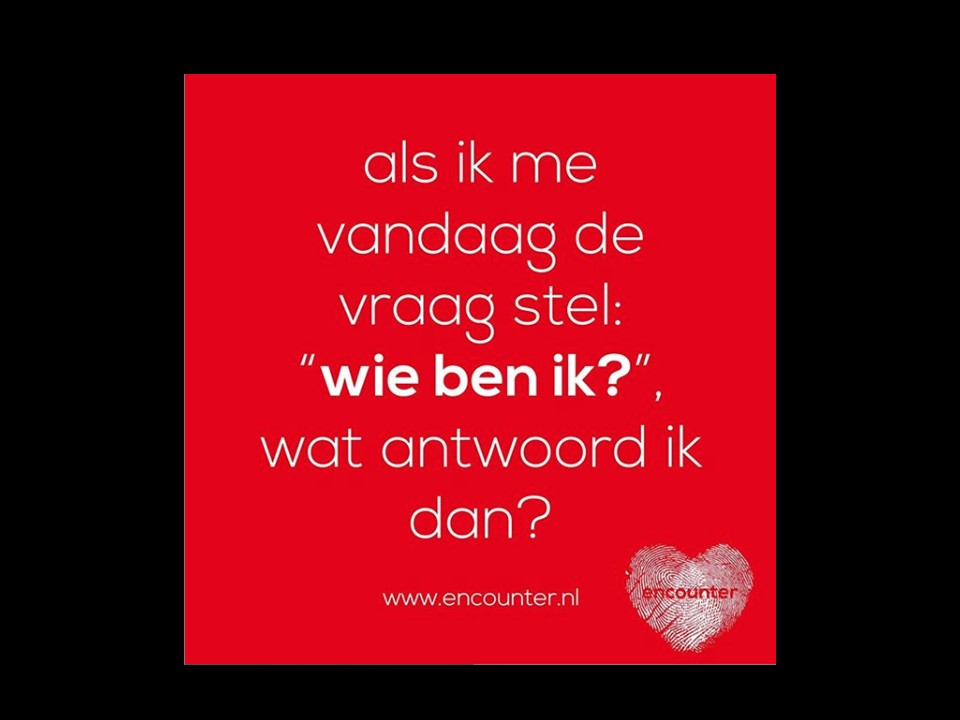 als ik me
vandaag de
vraag stel:
“wie ben ik?”,
wat antwoord ik
dan?
www.encounter.nl
encounter